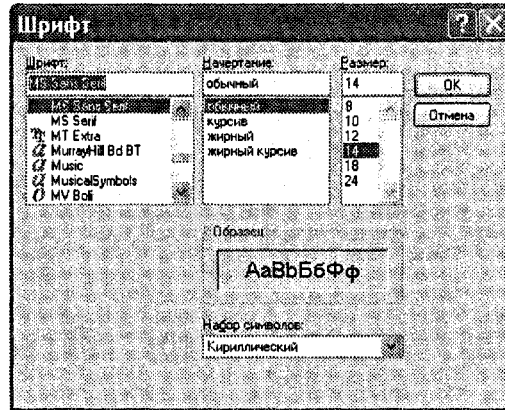 Шрифт
Шрифт: Начертание: Размер:
MS Sans Serif обычный 14 OK
MS Sans Serif обычный 8 Отмена
MS Serif курсив 10
MT Extra жирный 12
MurrayHill Bd BT жирный курсив 14
Music 18
MusicalSymbols 24
MV Boli
Образец
AaBbБбФф
Набор символов:
Кириллический